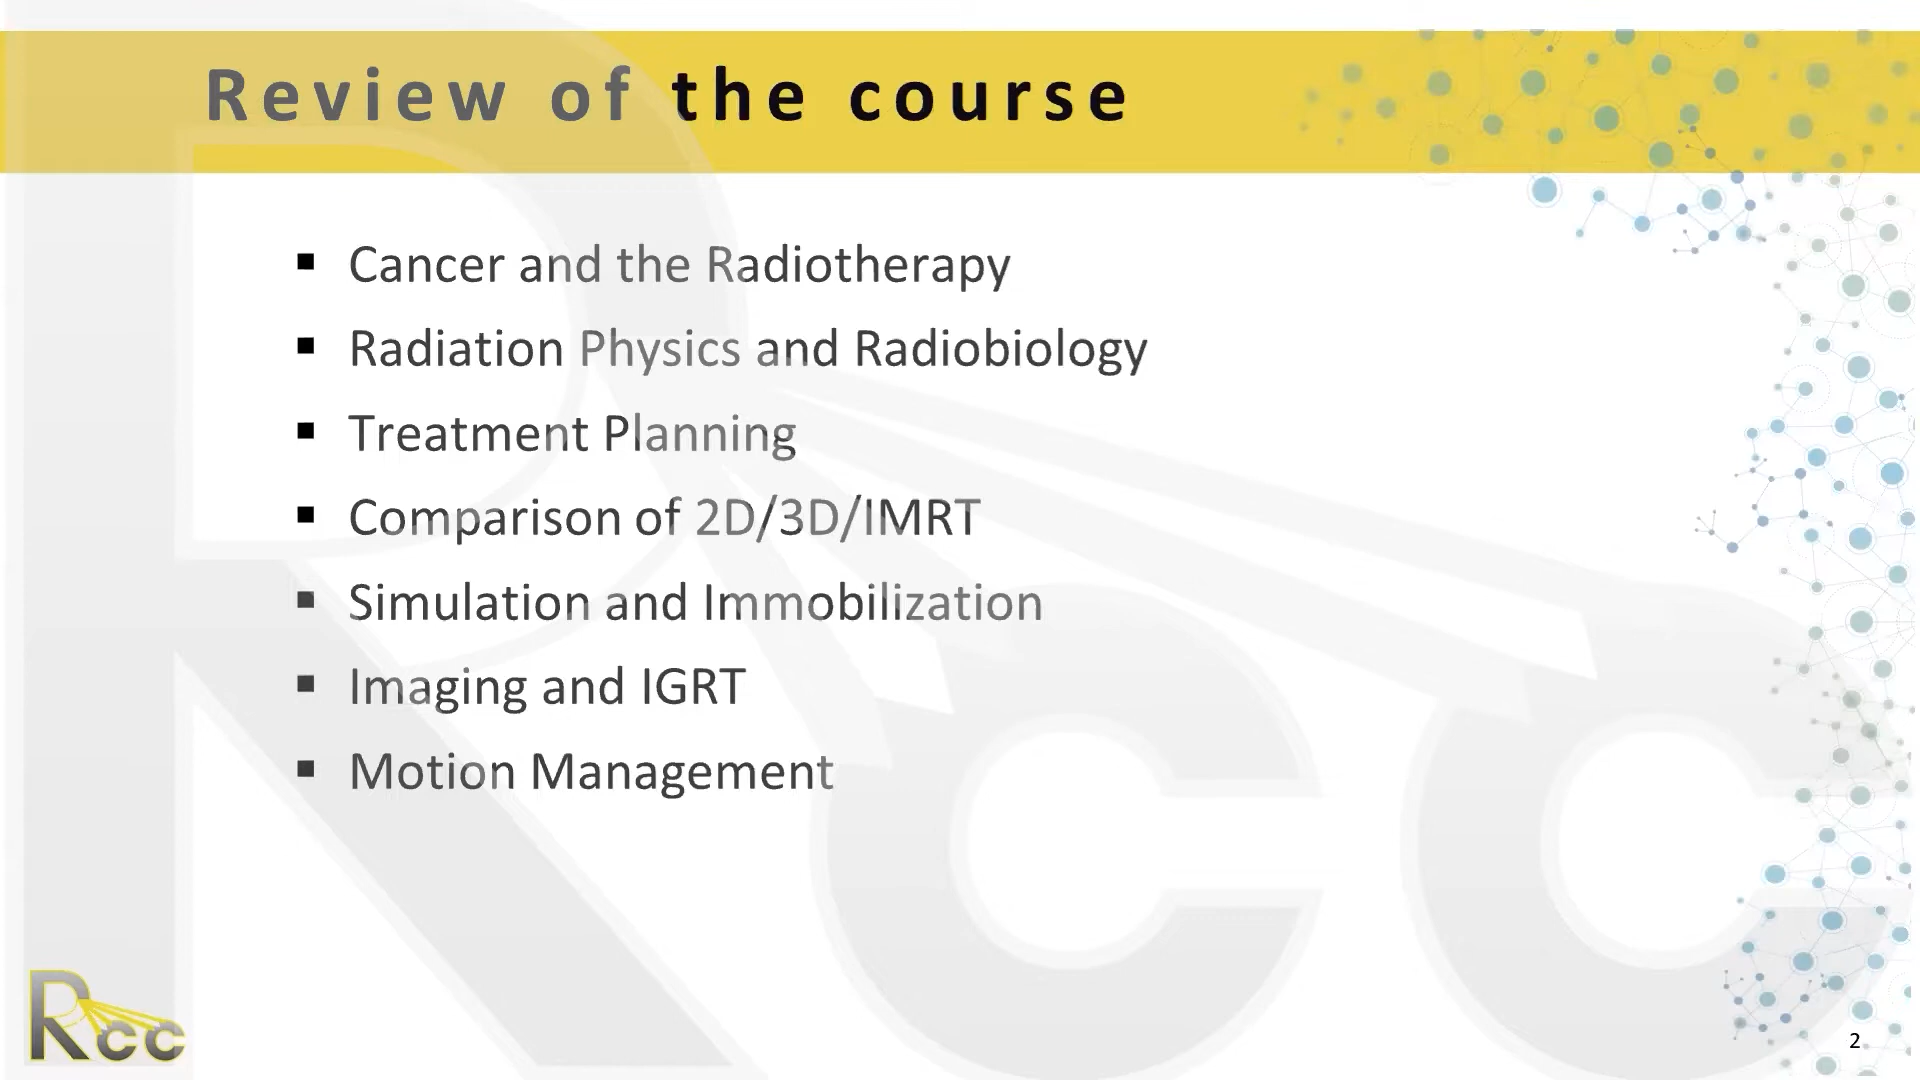 Review of the course
▪ Cancer and the Radiotherapy
▪ Radiation Physics and Radiobiology
▪ Treatment Planning
▪ Comparison of 2D/3D/IMRT
▪ Simulation and Immobilization
▪ Imaging and IGRT
▪ Motion Management
Rcc
2